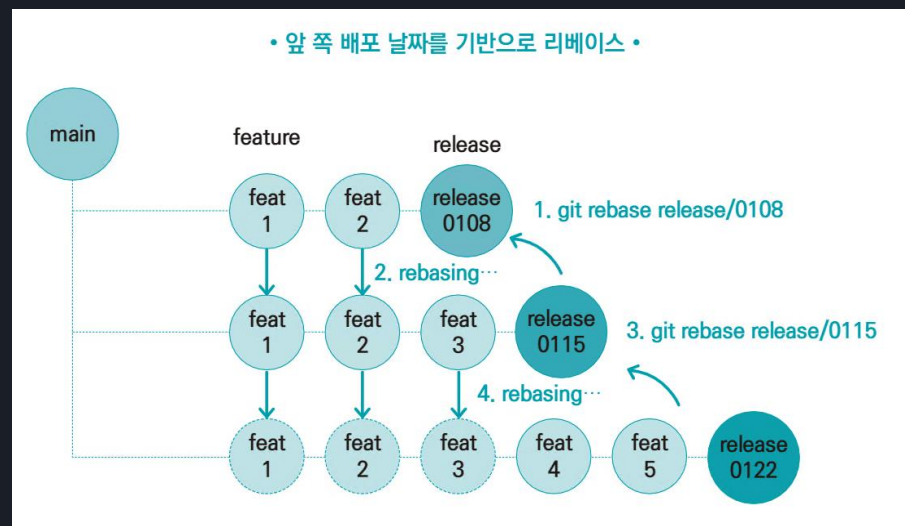 • 앞 쪽 배포 날짜를 기반으로 리베이스 •
main
feature
release
feat
1
feat
2
release
0108
1. git rebase release/0108
2. rebasing…
feat
1
feat
2
feat
3
release
0115
3. git rebase release/0115
4. rebasing…
feat
1
feat
2
feat
3
feat
4
feat
5
release
0122